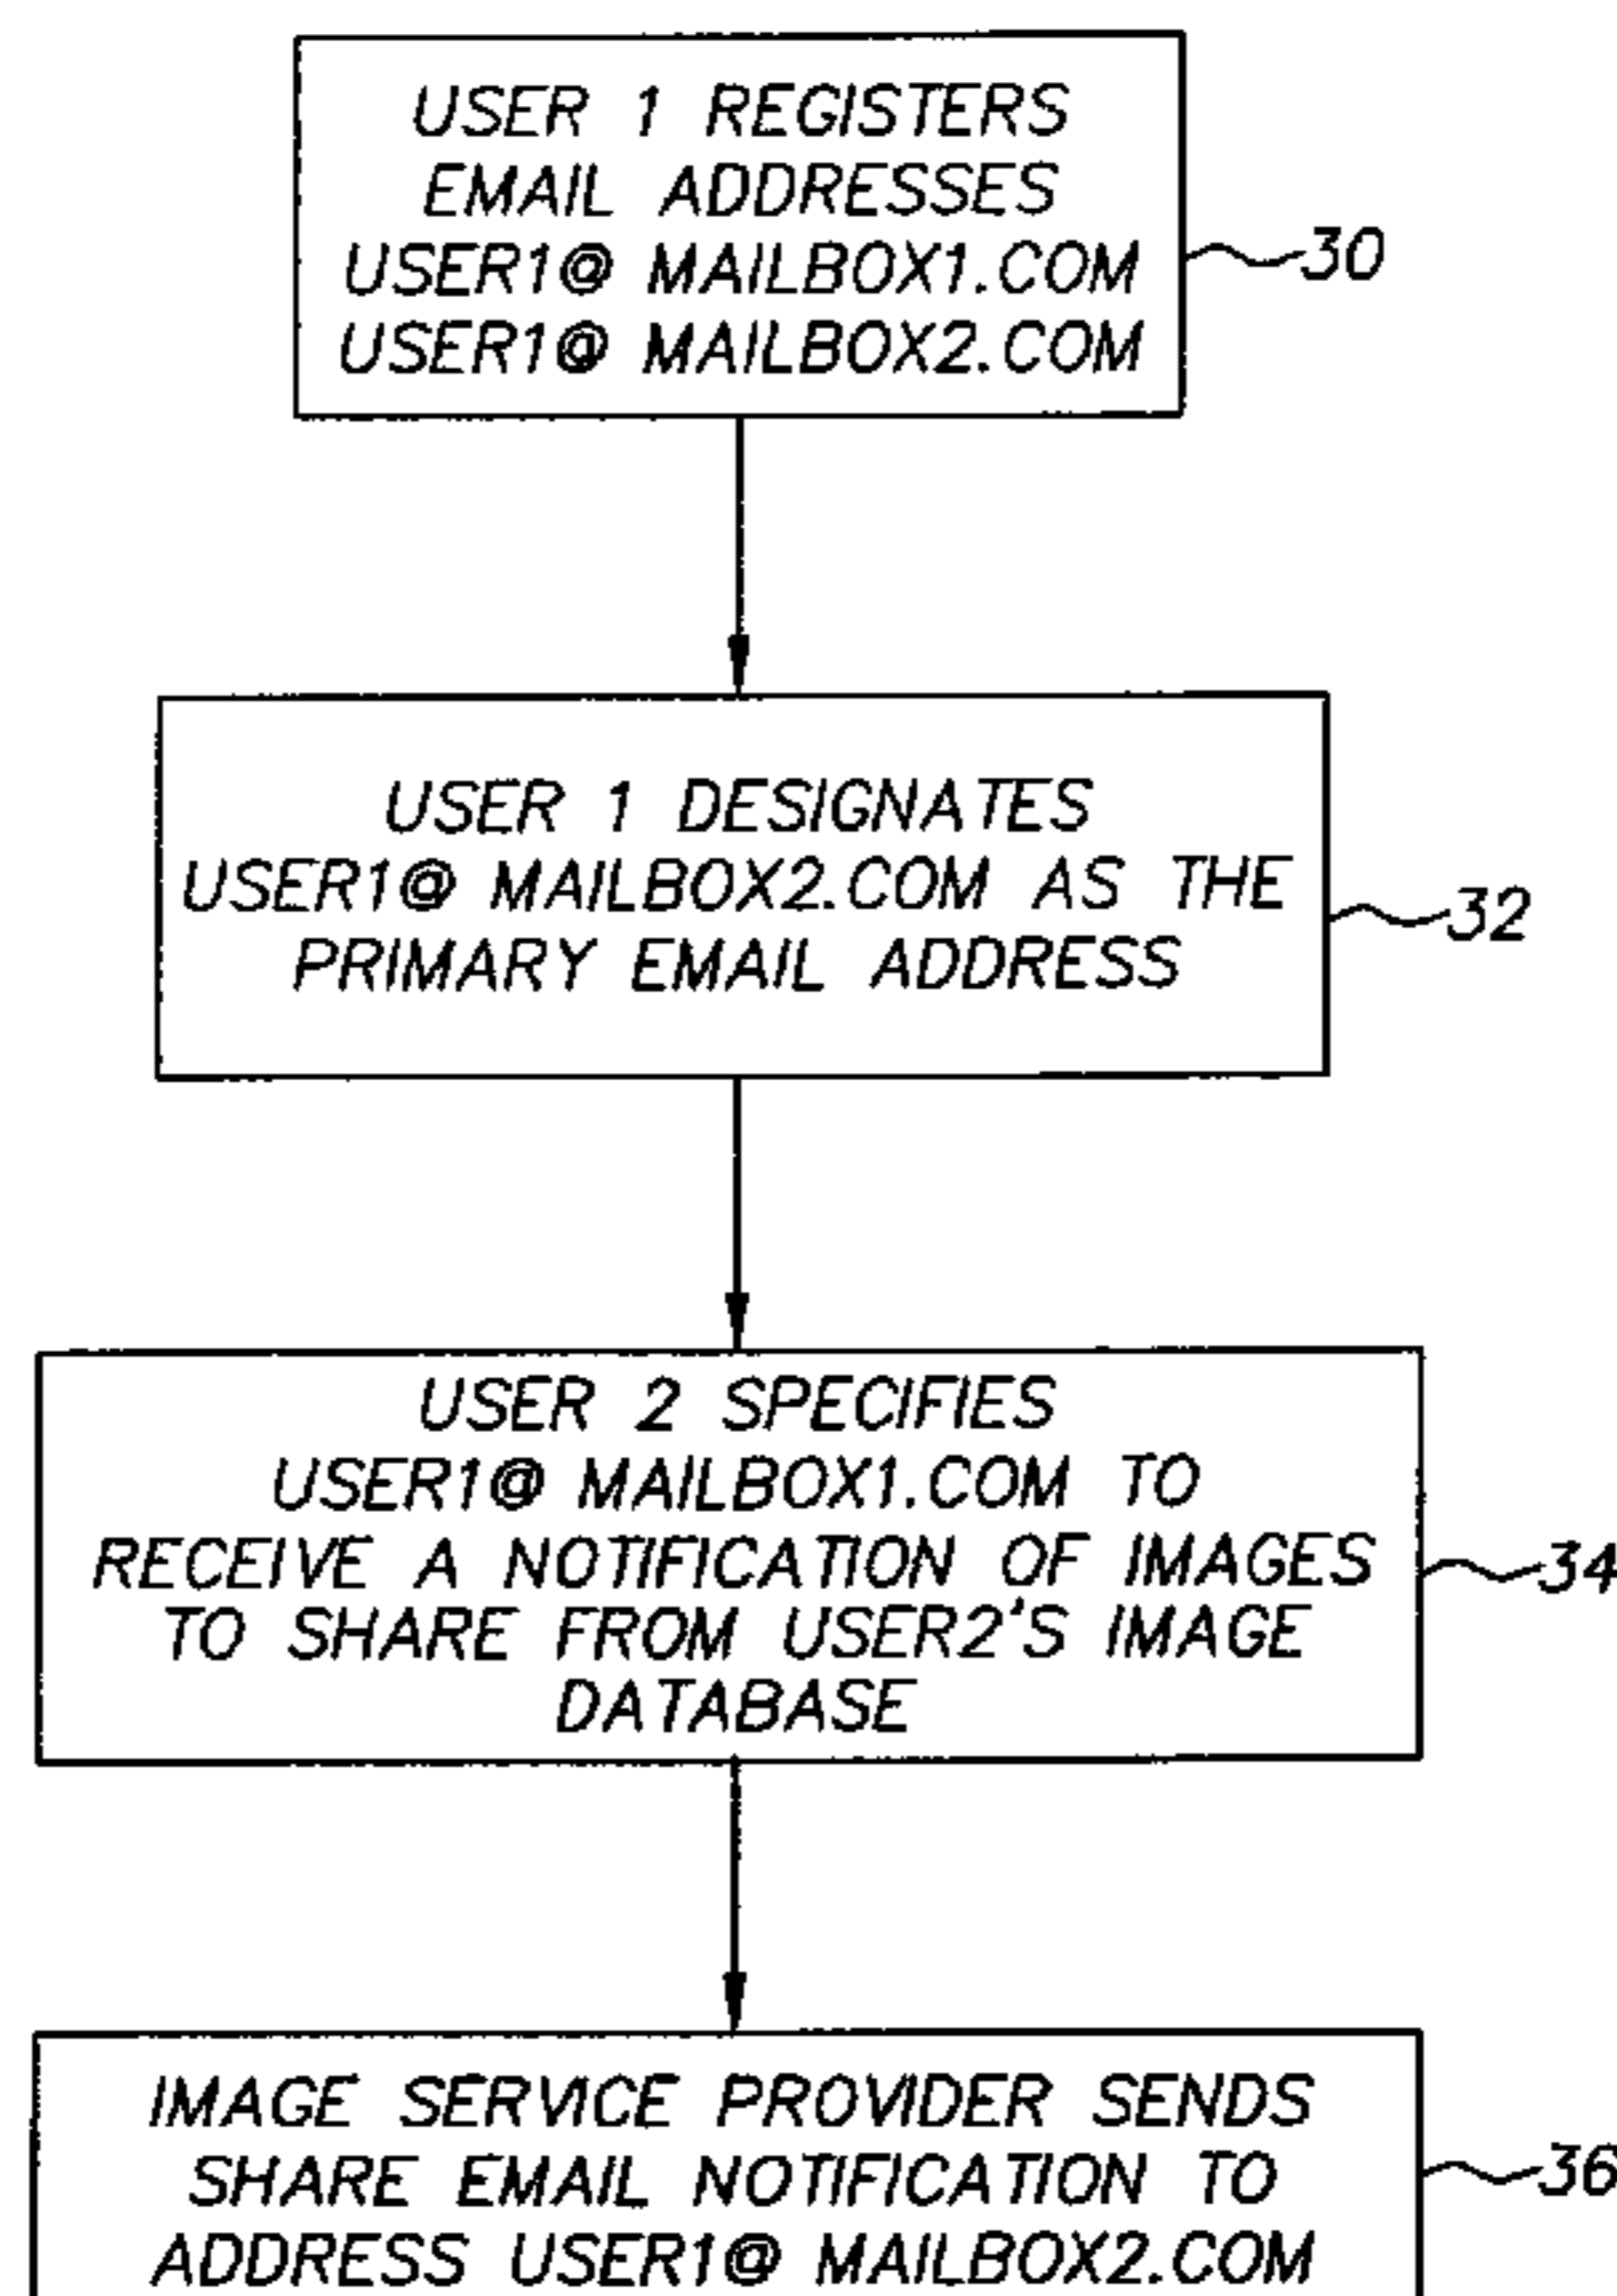 USER 1 REGISTERS
EMAIL ADDRESSES
USER1@ MAILBOX1.COM
USER1@ MAILBOX2.COM
30
USER 1 DESIGNATES
USER1@ MAILBOX2.COM AS THE
PRIMARY EMAIL ADDRESS
32
USER 2 SPECIFIES
USER1@ MAILBOX1.COM TO
RECEIVE A NOTIFICATION OF IMAGES
TO SHARE FROM USER2'S IMAGE
DATABASE
34
IMAGE SERVICE PROVIDER SENDS
SHARE EMAIL NOTIFICATION TO
ADDRESS USER1@ MAILBOX2.COM
36